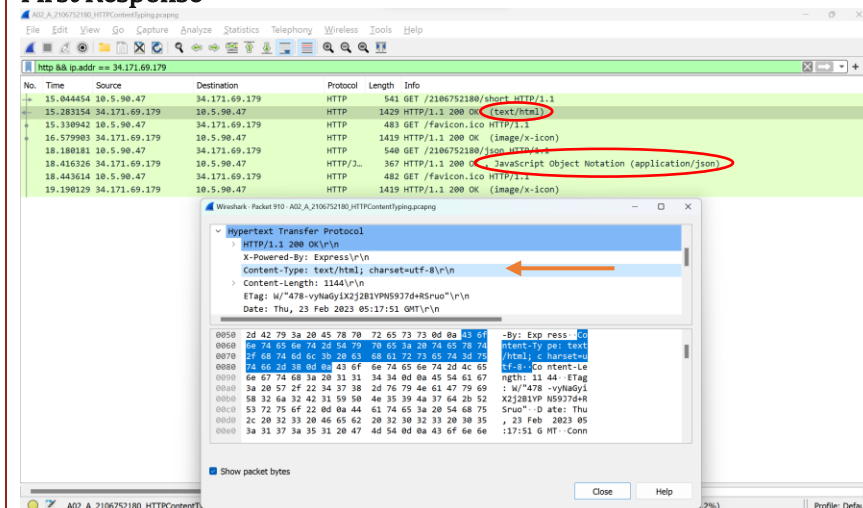 First Response
A02_A_2106752180_HTTPContentTyping.pcapng
File Edit View Go Capture Analyze Statistics Telephony Wireless Tools Help
http && ip.addr == 34.171.69.179
No. Time Source Destination Protocol Length Info
15.044454 10.5.90.47 34.171.69.179 HTTP 541 GET /2106752180/short HTTP/1.1
15.283154 34.171.69.179 10.5.90.47 HTTP 1429 HTTP/1.1 200 OK (text/html)
15.330942 10.5.90.47 34.171.69.179 HTTP 483 GET /favicon.ico HTTP/1.1
16.579903 34.171.69.179 10.5.90.47 HTTP 1419 HTTP/1.1 200 OK (image/x-icon)
18.180181 10.5.90.47 34.171.69.179 HTTP 540 GET /2106752180/json HTTP/1.1
18.416326 34.171.69.179 10.5.90.47 HTTP/J… 367 HTTP/1.1 200 OK , JavaScript Object Notation (application/json)
18.443614 10.5.90.47 34.171.69.179 HTTP 482 GET /favicon.ico HTTP/1.1
19.190129 34.171.69.179 10.5.90.47 HTTP 1419 HTTP/1.1 200 OK (image/x-icon)
Wireshark · Packet 910 · A02_A_2106752180_HTTPContentTyping.pcapng
Hypertext Transfer Protocol
HTTP/1.1 200 OK\r\n
X-Powered-By: Express\r\n
Content-Type: text/html; charset=utf-8\r\n
Content-Length: 1144\r\n
ETag: W/"478-vyNaGyiX2j2B1YPN59J7d+RSruo"\r\n
Date: Thu, 23 Feb 2023 05:17:51 GMT\r\n
0050 2d 42 79 3a 20 45 78 70 72 65 73 73 0d 0a 43 6f -By: Exp ress··Co
0060 6e 74 65 6e 74 2d 54 79 70 65 3a 20 74 65 78 74 ntent-Ty pe: text
0070 2f 68 74 6d 6c 3b 20 63 68 61 72 73 65 74 3d 75 /html; c harset=u
0080 74 66 2d 38 0d 0a 43 6f 6e 74 65 6e 74 2d 4c 65 tf-8··Co ntent-Le
0090 6e 67 74 68 3a 20 31 31 34 34 0d 0a 45 54 61 67 ngth: 11 44··ETag
00a0 3a 20 57 2f 22 34 37 38 2d 76 79 4e 61 47 79 69 : W/"478 -vyNaGyi
00b0 58 32 6a 32 42 31 59 50 4e 35 39 4a 37 64 2b 52 X2j2B1YP N59J7d+R
00c0 53 72 75 6f 22 0d 0a 44 61 74 65 3a 20 54 68 75 Sruo"··D ate: Thu
00d0 2c 20 32 33 20 46 65 62 20 32 30 32 33 20 30 35 , 23 Feb 2023 05
00e0 3a 31 37 3a 35 31 20 47 4d 54 0d 0a 43 6f 6e 6e :17:51 G MT··Conn
Show packet bytes
Close Help
Profile: Defau